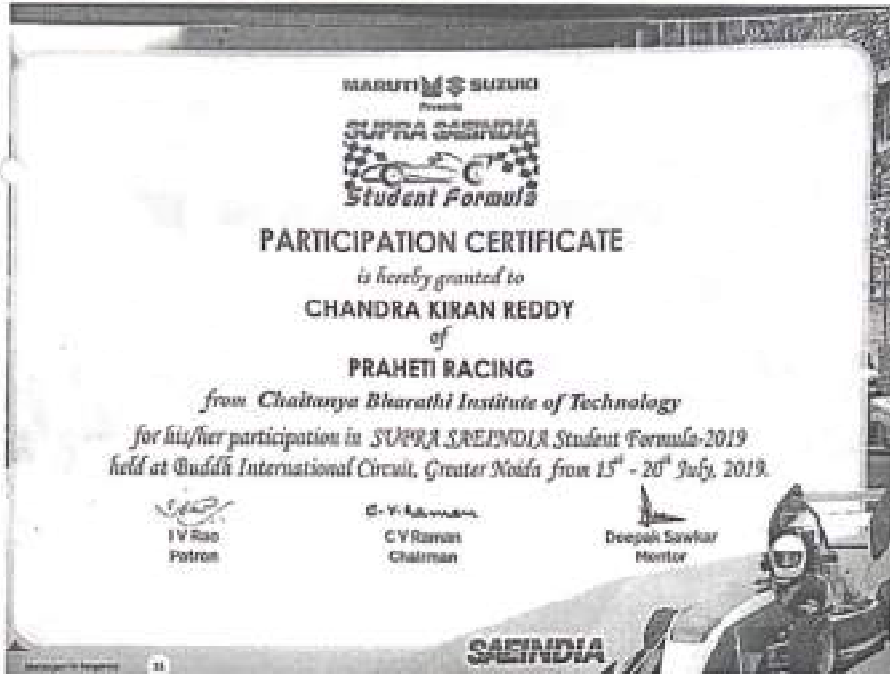 MARUTI SUZUKI
Presents
SUPRA SAEINDIA
Student Formula
PARTICIPATION CERTIFICATE
is hereby granted to
CHANDRA KIRAN REDDY
of
PRAHETI RACING
from Chaitanya Bharathi Institute of Technology
for his/her participation in SUPRA SAEINDIA Student Formula-2019
held at Buddh International Circuit, Greater Noida from 15th - 20th July, 2019.
C.V.Raman
I V Rao
C V Raman
Deepak Sawkar
Patron
Chairman
Mentor
SAEINDIA